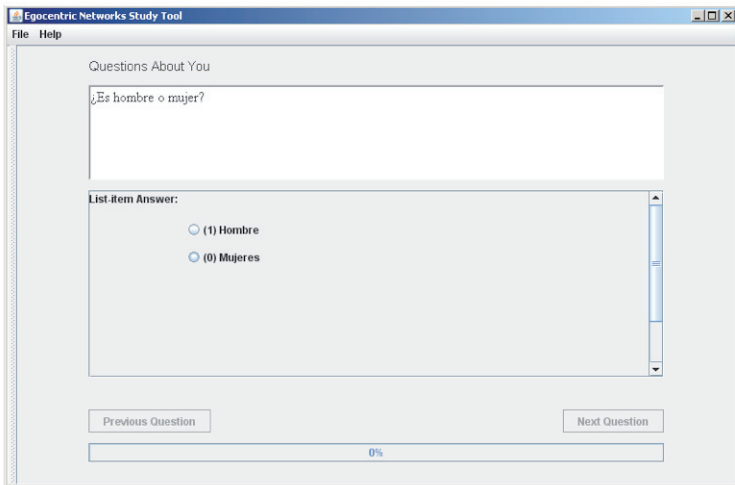 Egocentric Networks Study Tool
File Help
Questions About You
¿Es hombre o mujer?
List-item Answer:
(1) Hombre
(0) Mujeres
Previous Question Next Question
0%